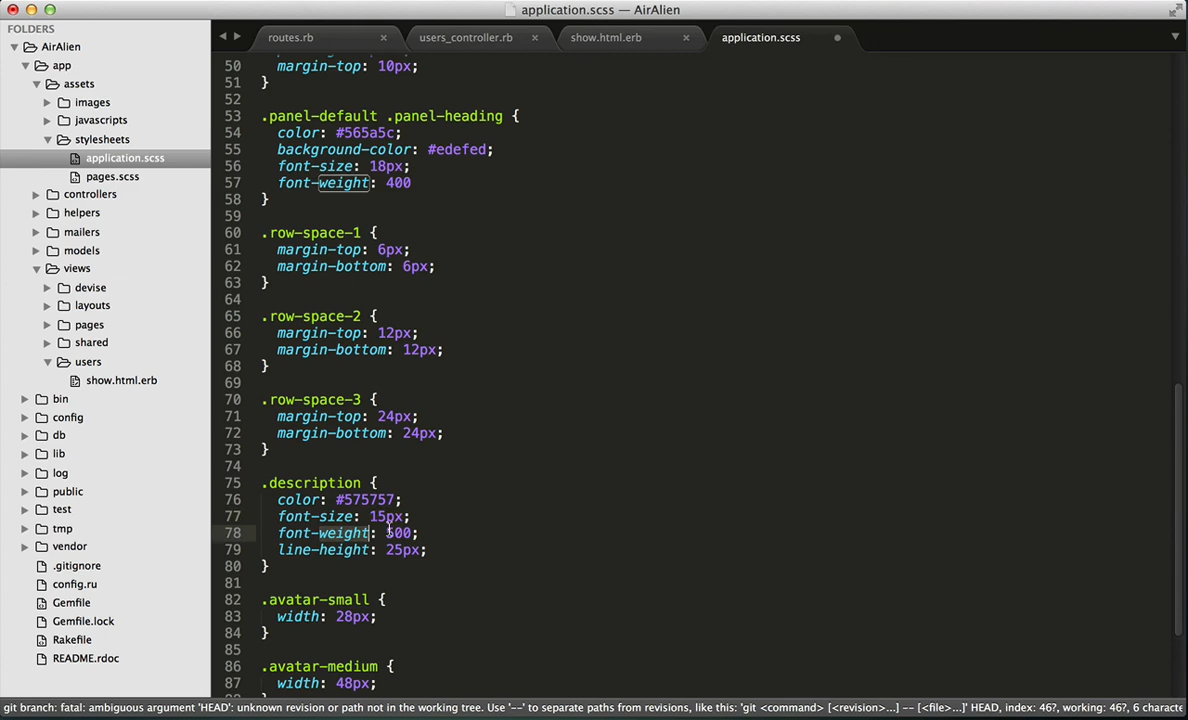 application.scss — AirAlien
FOLDERS
AirAlien
app
assets
images
javascripts
stylesheets
application.scss
pages.scss
controllers
helpers
mailers
models
views
devise
layouts
pages
shared
users
show.html.erb
bin
config
db
lib
log
public
test
tmp
vendor
.gitignore
config.ru
Gemfile
Gemfile.lock
Rakefile
README.rdoc
routes.rb × users_controller.rb × show.html.erb × application.scss
50 margin-top: 10px;
51 }
52
53 .panel-default .panel-heading {
54 color: #565a5c;
55 background-color: #edefed;
56 font-size: 18px;
57 font-weight: 400
58 }
59
60 .row-space-1 {
61 margin-top: 6px;
62 margin-bottom: 6px;
63 }
64
65 .row-space-2 {
66 margin-top: 12px;
67 margin-bottom: 12px;
68 }
69
70 .row-space-3 {
71 margin-top: 24px;
72 margin-bottom: 24px;
73 }
74
75 .description {
76 color: #575757;
77 font-size: 15px;
78 font-weight: 500;
79 line-height: 25px;
80 }
81
82 .avatar-small {
83 width: 28px;
84 }
85
86 .avatar-medium {
87 width: 48px;
git branch: fatal: ambiguous argument 'HEAD': unknown revision or path not in the working tree. Use '--' to separate paths from revisions, like this: 'git <command> [<revision>...] -- [<file>...]' HEAD, index: 46?, working: 46?, 6 characte